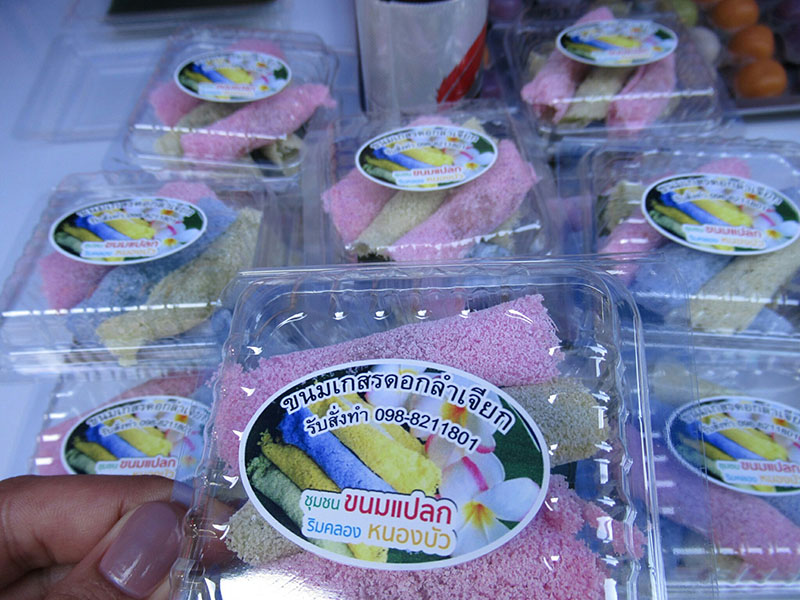 ขนมเกสรดอกลำเจียก
รับสั่งทำ 098-8211801
ชุมชน ขนมแปลก
ริมคลอง หนองบัว